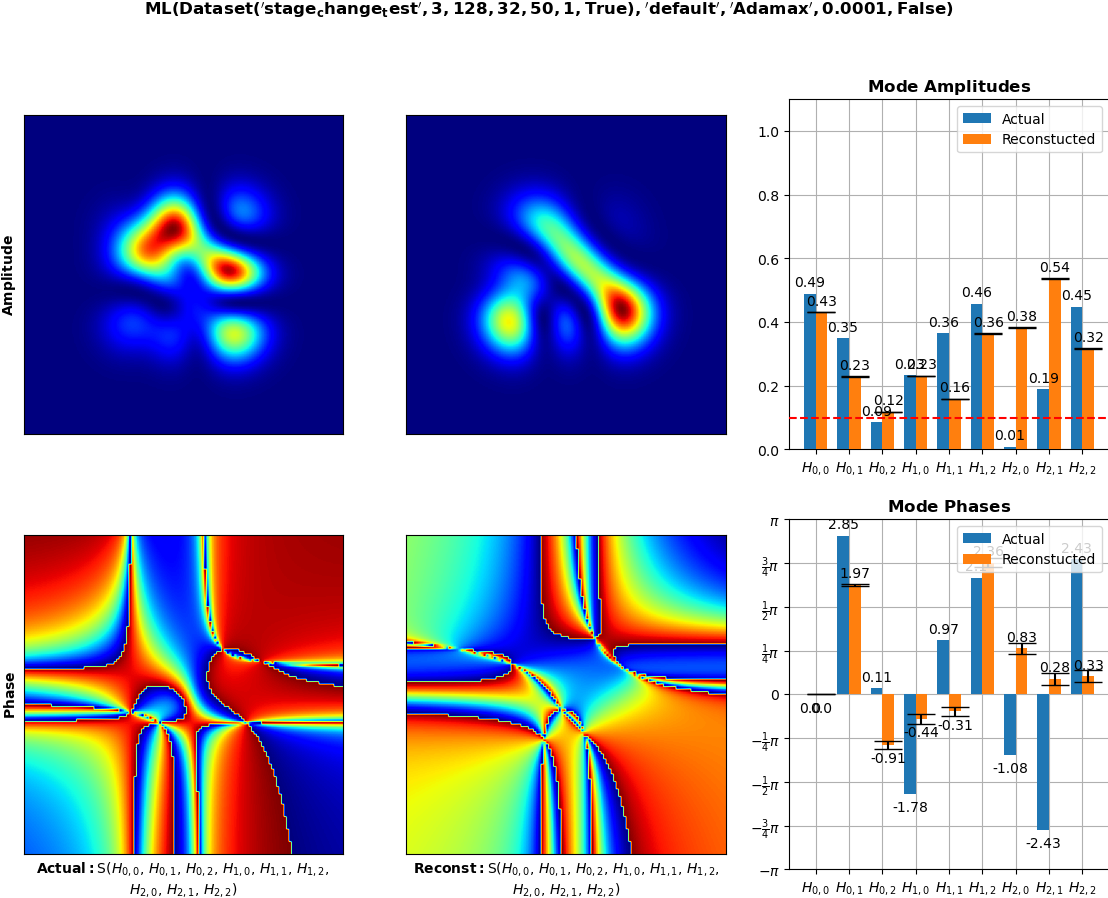 ML(Dataset('stage_change_test', 3, 128, 32, 50, 1, True), 'default', 'Adamax', 0.0001, False)
Amplitude
Mode Amplitudes
Actual
Reconstucted
1.0
0.8
0.6
0.4
0.2
0.0
0.49
0.43
0.35
0.23
0.09
0.12
0.23
0.23
0.36
0.16
0.46
0.36
0.01
0.38
0.19
0.54
0.45
0.32
H0,0 H0,1 H0,2 H1,0 H1,1 H1,2 H2,0 H2,1 H2,2
Phase
Mode Phases
Actual
Reconstucted
π
3/4π
1/2π
1/4π
0
−1/4π
−1/2π
−3/4π
−π
0.0
2.85
1.97
0.11
-0.91
-1.78
-0.44
0.97
-0.31
2.36
-1.08
0.83
-2.43
0.28
2.43
0.33
H0,0 H0,1 H0,2 H1,0 H1,1 H1,2 H2,0 H2,1 H2,2
Actual: S(H0,0, H0,1, H0,2, H1,0, H1,1, H1,2,
H2,0, H2,1, H2,2)
Reconst: S(H0,0, H0,1, H0,2, H1,0, H1,1, H1,2,
H2,0, H2,1, H2,2)